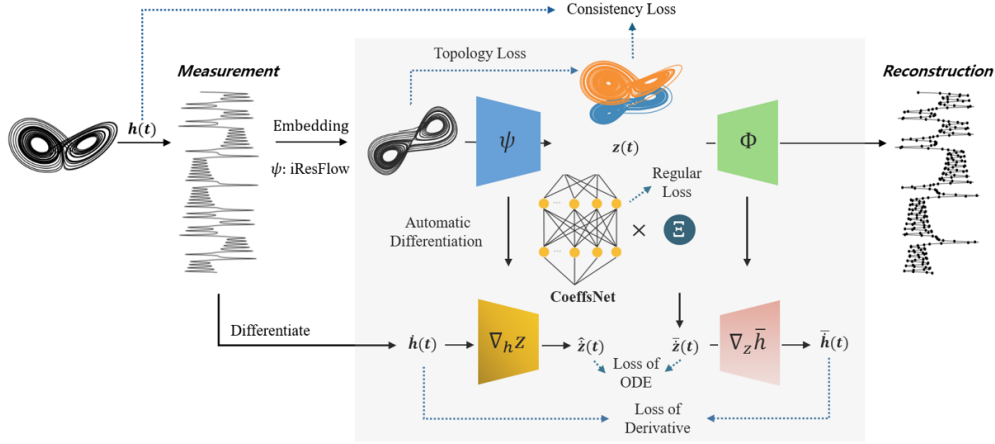 Consistency Loss
Topology Loss
Measurement
Reconstruction
h(t)
Embedding
ψ: iResFlow
ψ
z(t)
Φ
Regular
Loss
Automatic
Differentiation
... ...
× Ξ
... ...
CoeffsNet
Differentiate
ḣ(t)
∇ₕz
ẑ̇(t)
z̄̇(t)
∇_z h̄
h̄̇(t)
Loss of
ODE
Loss of
Derivative